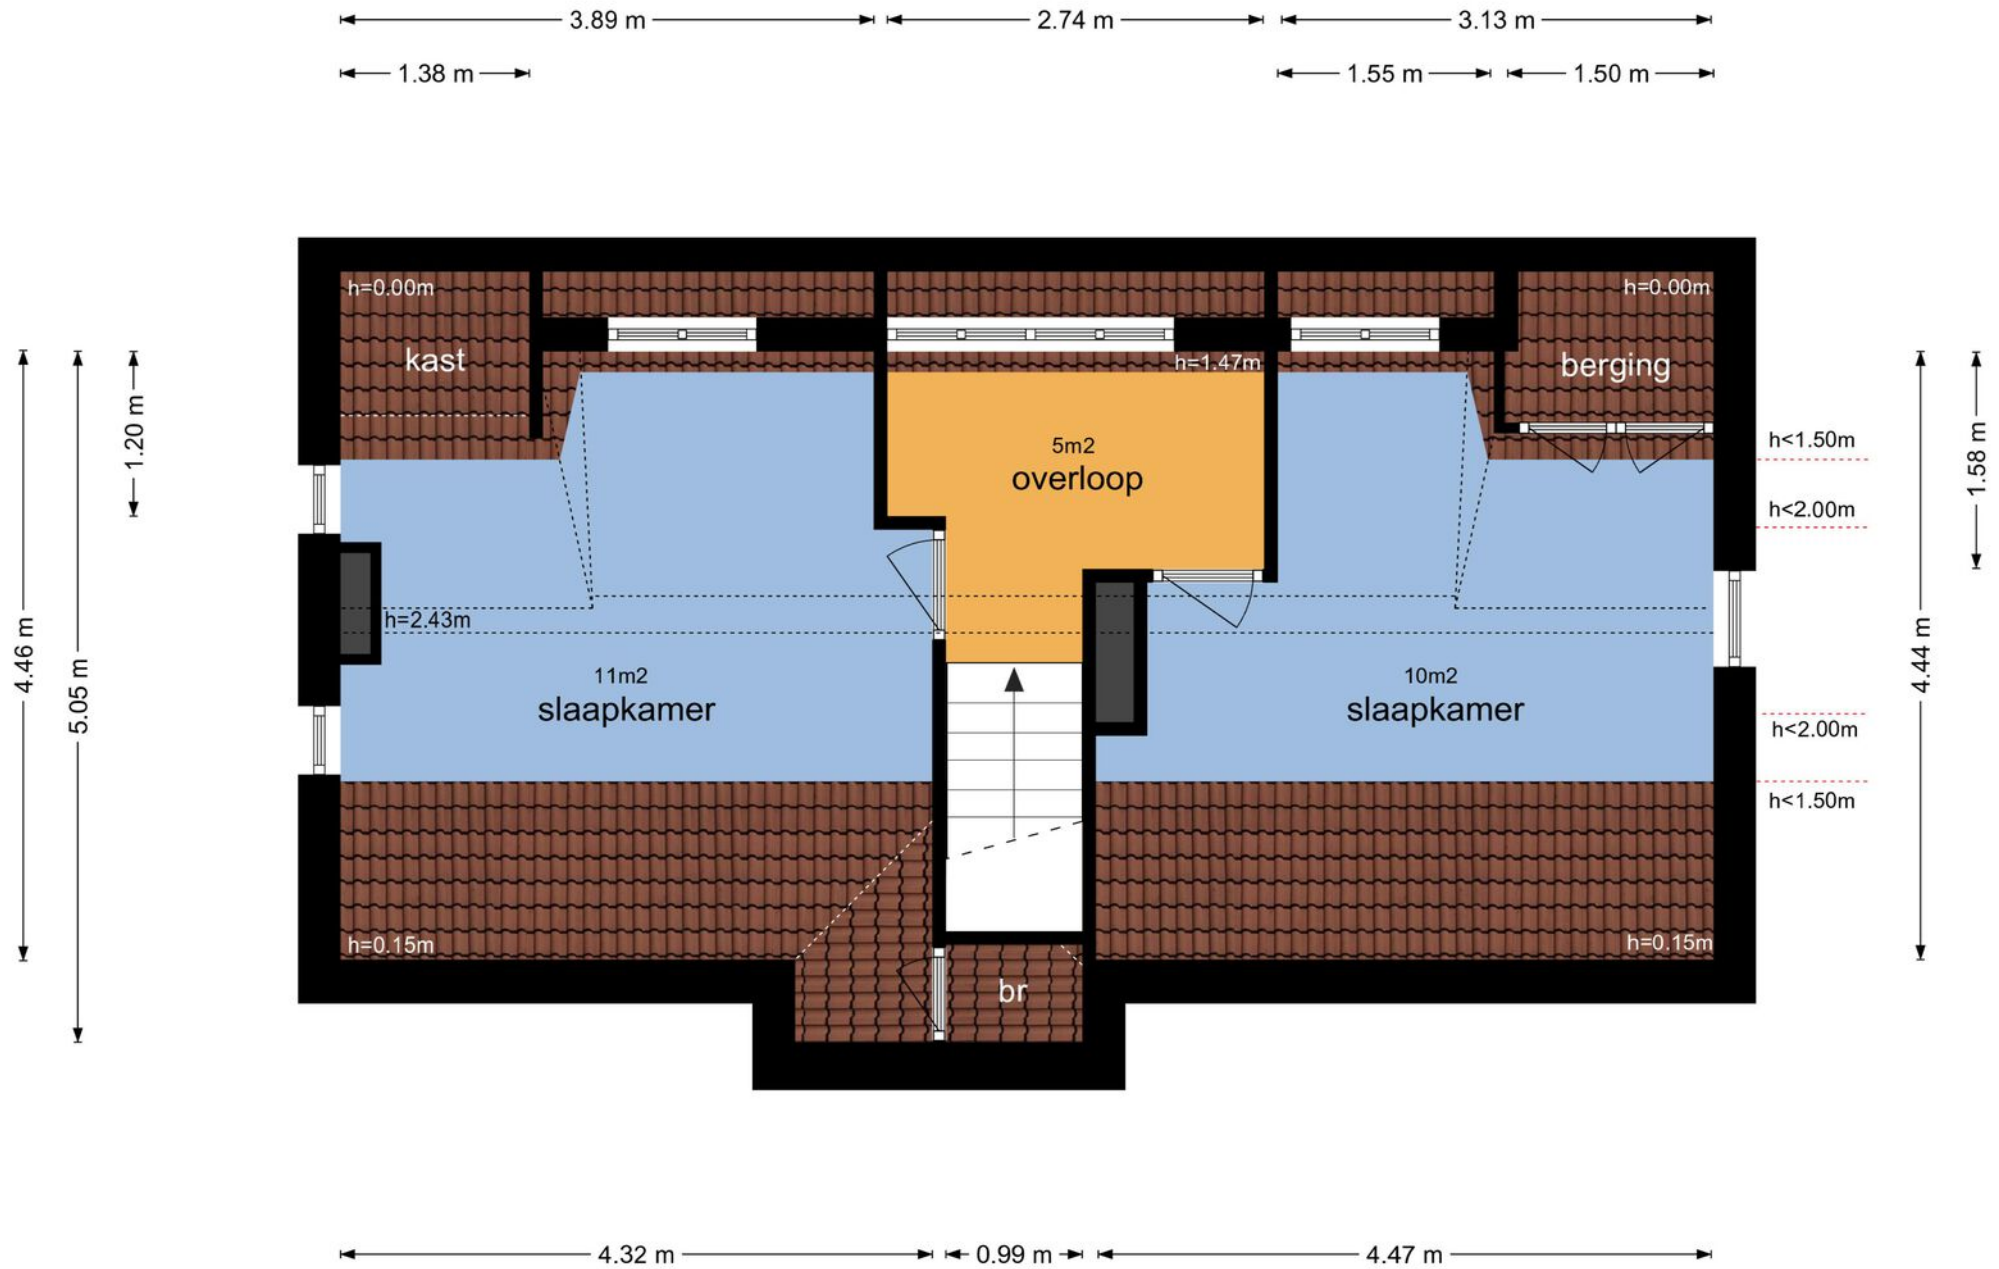 3.89 m
2.74 m
3.13 m
1.38 m
1.55 m
1.50 m
h=0.00m
h=0.00m
kast
h=1.47m
berging
1.20 m
5m2
overloop
h<1.50m
1.58 m
h<2.00m
h=2.43m
4.46 m
5.05 m
11m2
slaapkamer
10m2
slaapkamer
4.44 m
h<2.00m
h<1.50m
h=0.15m
h=0.15m
br
4.32 m
0.99 m
4.47 m